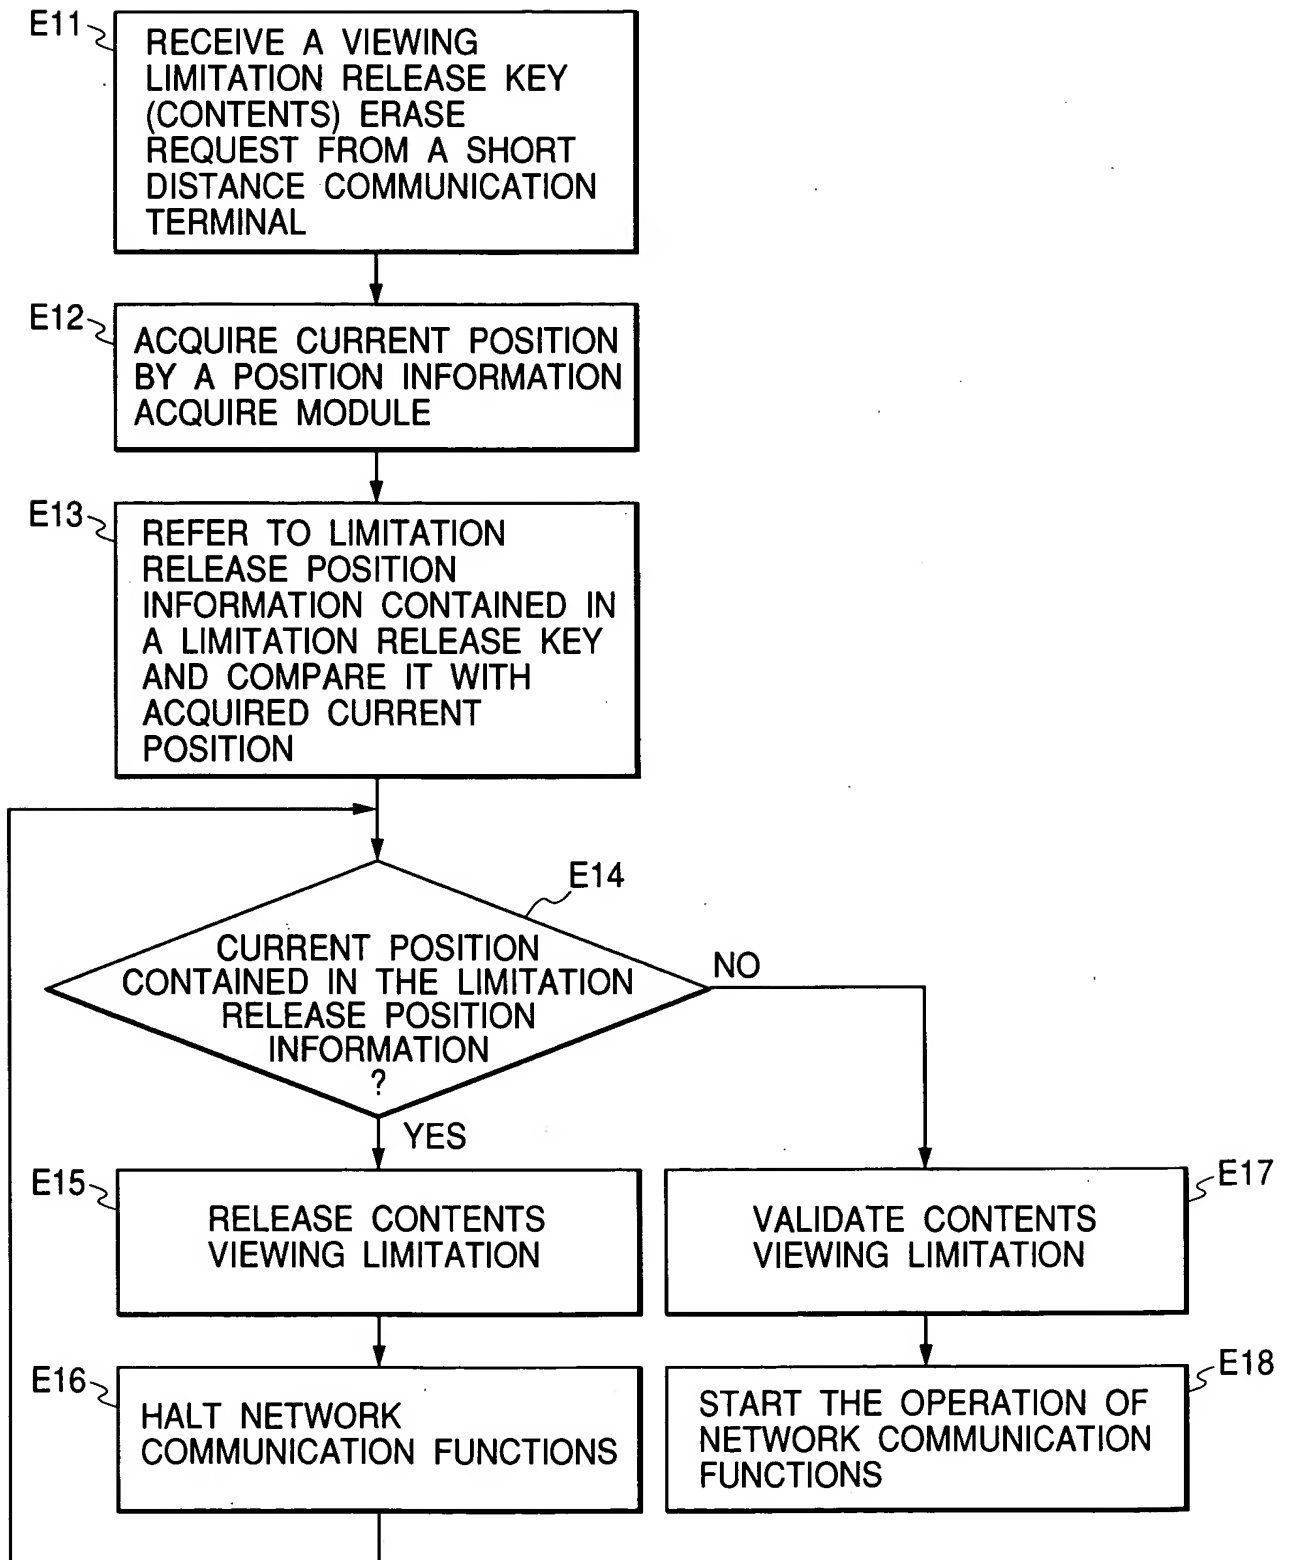 E11
RECEIVE A VIEWING
LIMITATION RELEASE KEY
(CONTENTS) ERASE
REQUEST FROM A SHORT
DISTANCE COMMUNICATION
TERMINAL
E12
ACQUIRE CURRENT POSITION
BY A POSITION INFORMATION
ACQUIRE MODULE
E13
REFER TO LIMITATION
RELEASE POSITION
INFORMATION CONTAINED IN
A LIMITATION RELEASE KEY
AND COMPARE IT WITH
ACQUIRED CURRENT
POSITION
E14
CURRENT POSITION
CONTAINED IN THE LIMITATION
RELEASE POSITION
INFORMATION
?
NO
YES
E15
RELEASE CONTENTS
VIEWING LIMITATION
E17
VALIDATE CONTENTS
VIEWING LIMITATION
E16
HALT NETWORK
COMMUNICATION FUNCTIONS
E18
START THE OPERATION OF
NETWORK COMMUNICATION
FUNCTIONS